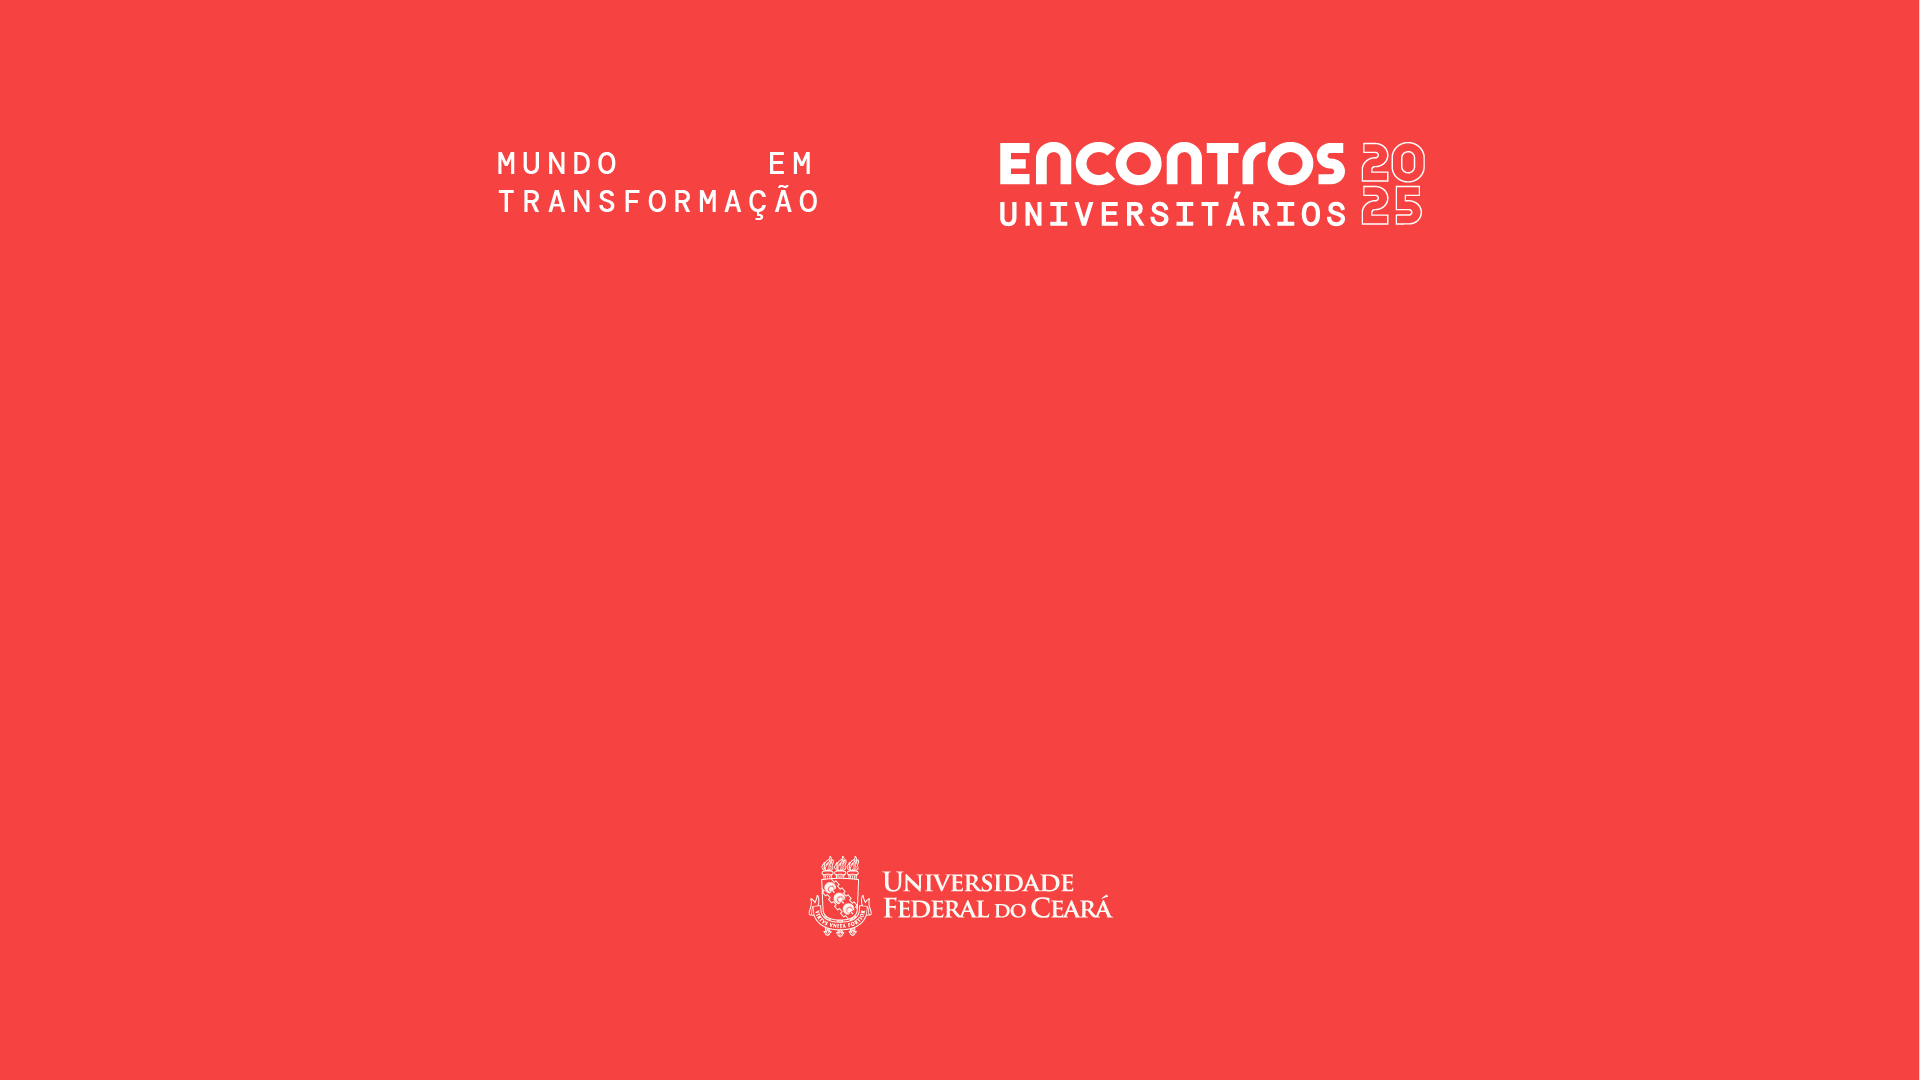 MUNDO EM
TRANSFORMAÇÃO
ENCONTROS 20
UNIVERSITÁRIOS 25
UNIVERSIDADE
FEDERAL DO CEARÁ